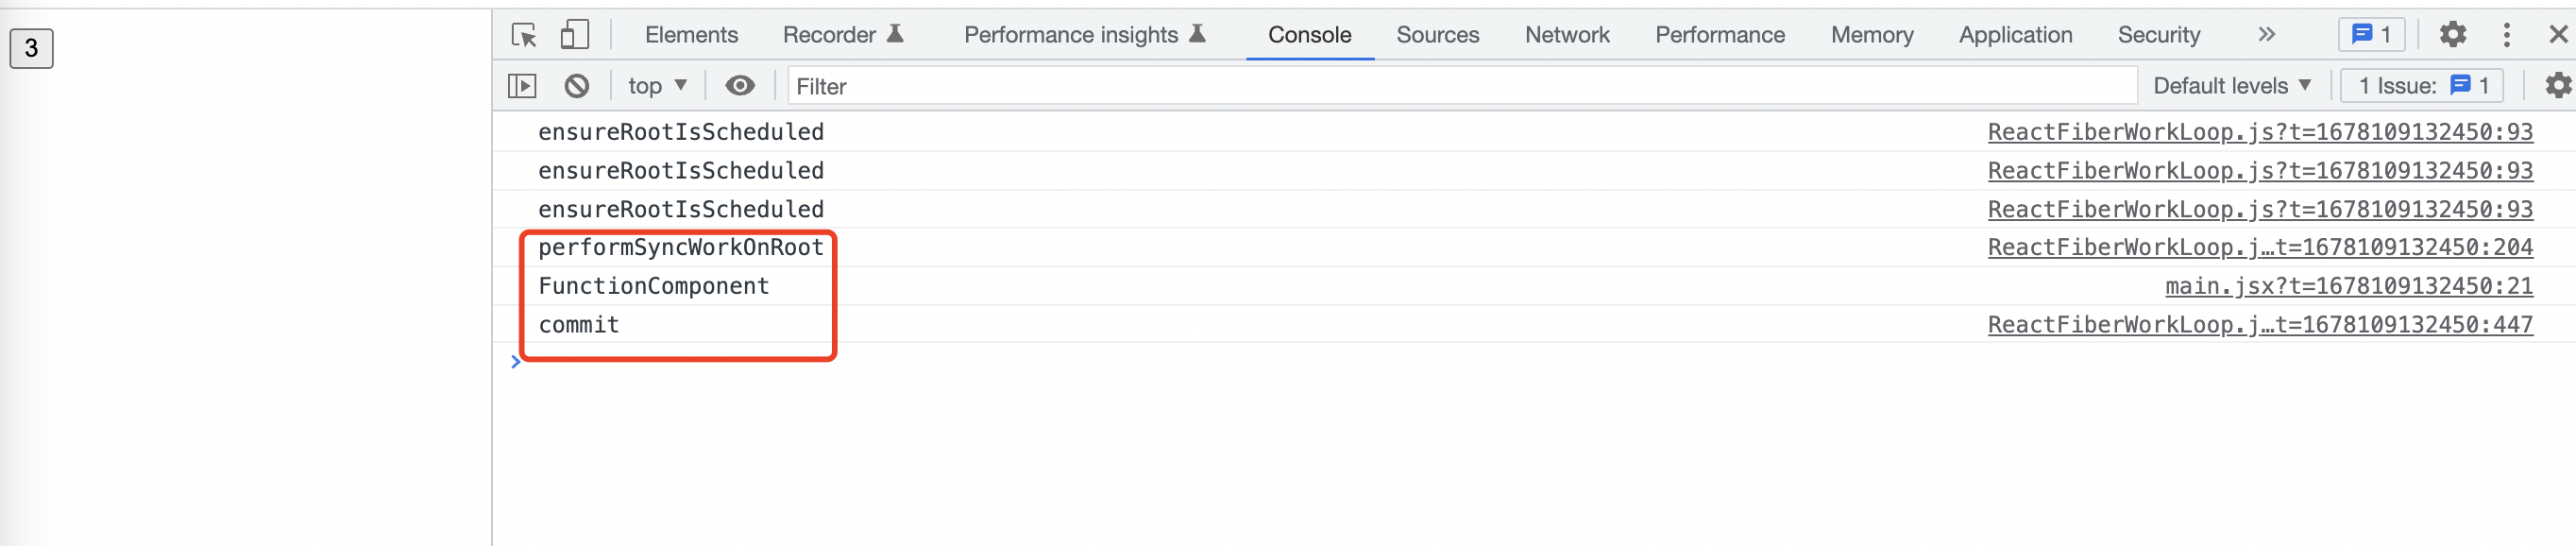 3
Elements Recorder Performance insights Console Sources Network Performance Memory Application Security » 1
top ▼ Filter Default levels ▼ 1 Issue: 1
ensureRootIsScheduled ReactFiberWorkLoop.js?t=1678109132450:93
ensureRootIsScheduled ReactFiberWorkLoop.js?t=1678109132450:93
ensureRootIsScheduled ReactFiberWorkLoop.js?t=1678109132450:93
performSyncWorkOnRoot ReactFiberWorkLoop.j…t=1678109132450:204
FunctionComponent main.jsx?t=1678109132450:21
commit ReactFiberWorkLoop.j…t=1678109132450:447